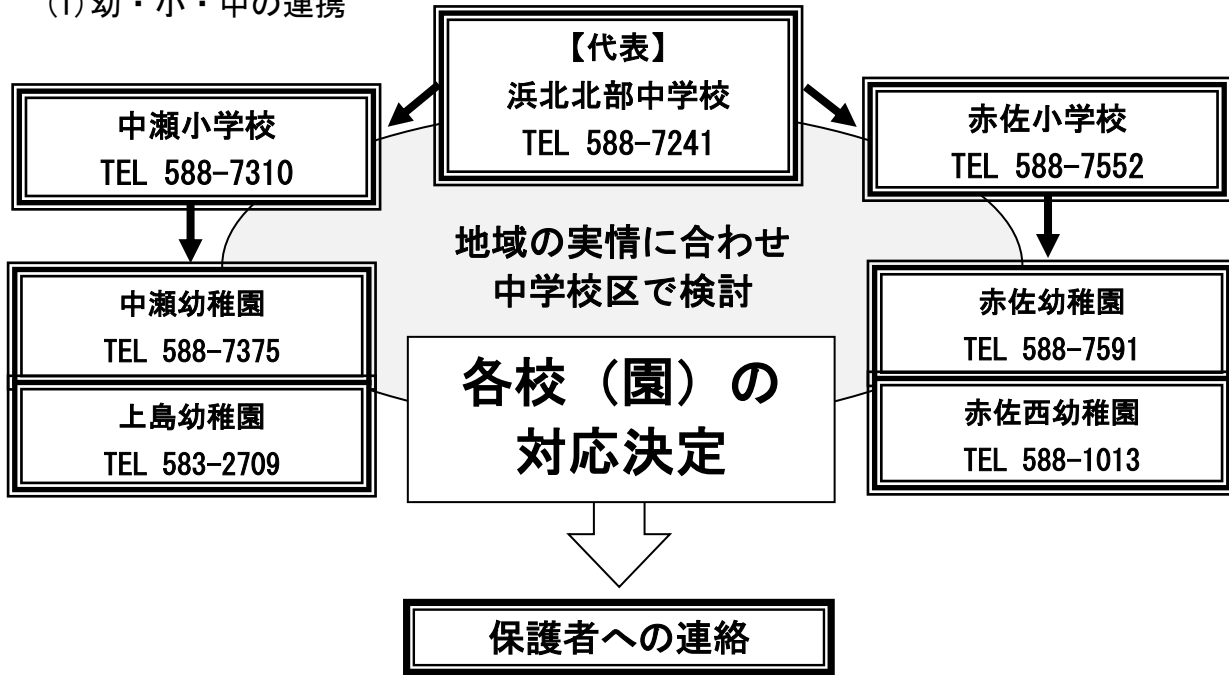 (1)幼・小・中の連携
【代表】
浜北北部中学校
TEL 588-7241
中瀬小学校
TEL 588-7310
赤佐小学校
TEL 588-7552
地域の実情に合わせ
中学校区で検討
中瀬幼稚園
TEL 588-7375
上島幼稚園
TEL 583-2709
赤佐幼稚園
TEL 588-7591
赤佐西幼稚園
TEL 588-1013
各校（園）の
対応決定
保護者への連絡